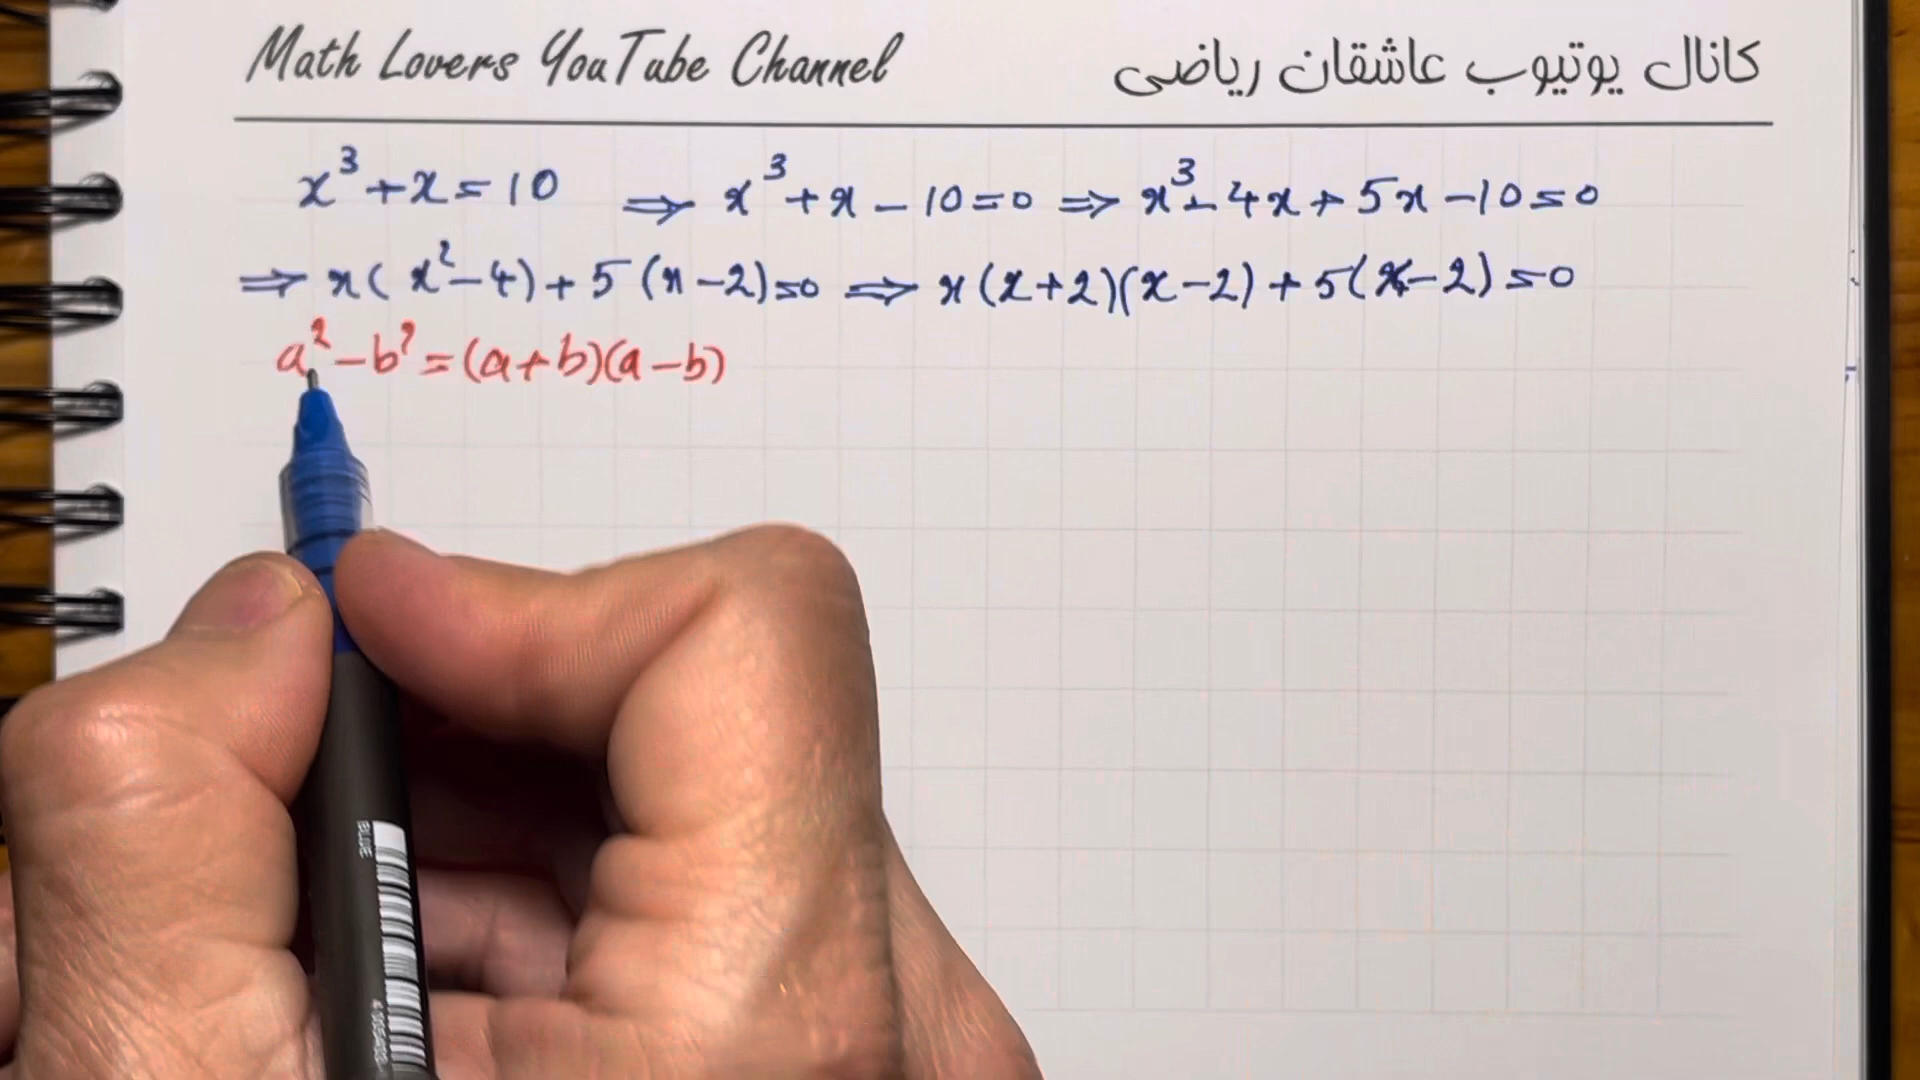 Math Lovers YouTube Channel کانال یوتیوب عاشقان ریاضی
x³+x=10 ⇒ x³+x-10=0 ⇒ x³-4x+5x-10=0
⇒ x(x²-4)+5(x-2)=0 ⇒ x(x+2)(x-2)+5(x-2)=0
a²-b²=(a+b)(a-b)
BLUE